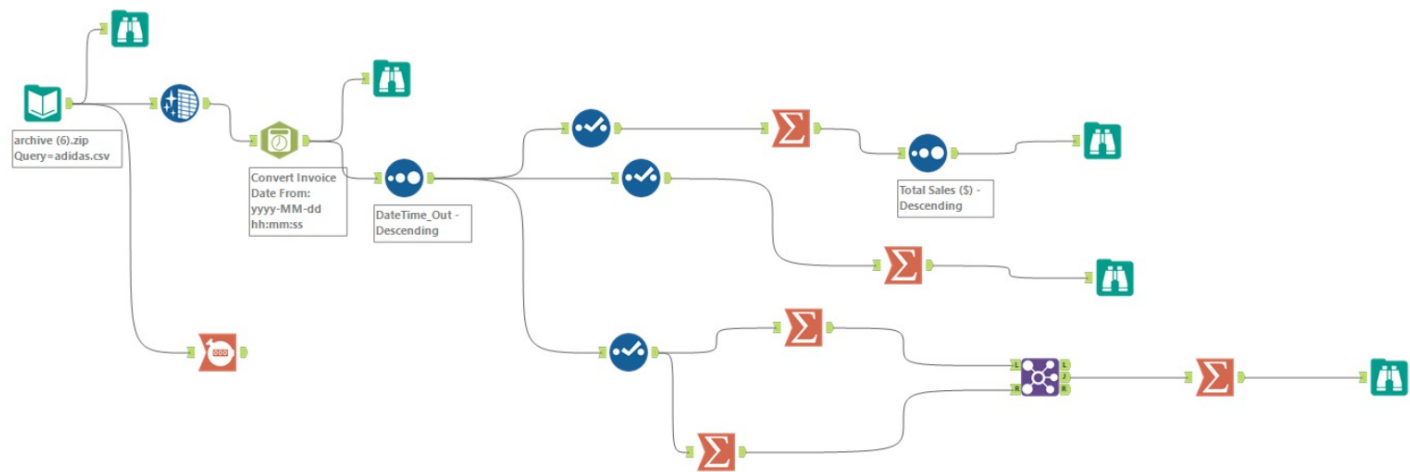 archive (6).zip
Query=adidas.csv
Convert Invoice
Date From:
yyyy-MM-dd
hh:mm:ss
DateTime_Out -
Descending
Total Sales ($) -
Descending
Σ
Σ
Σ
L
R
L
J
R
Σ
Σ